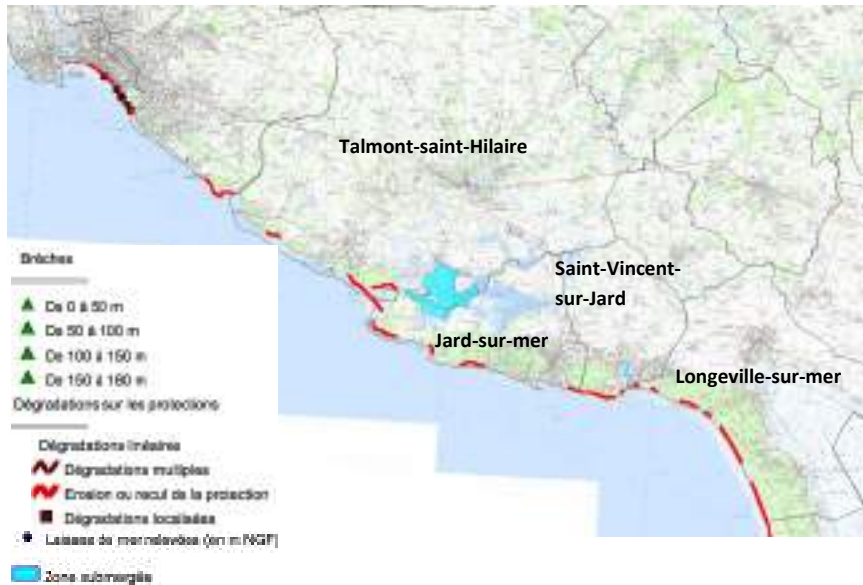 Talmont-saint-Hilaire
Saint-Vincent-
sur-Jard
Jard-sur-mer
Longeville-sur-mer
Brèches
De 0 à 50 m
De 50 à 100 m
De 100 à 150 m
De 150 à 160 m
Dégradations sur les protections
Dégradations linéaires
Dégradations multiples
Erosion ou recul de la protection
Dégradations localisées
Laisses de mer relevées (en m NGF)
Zone submergée